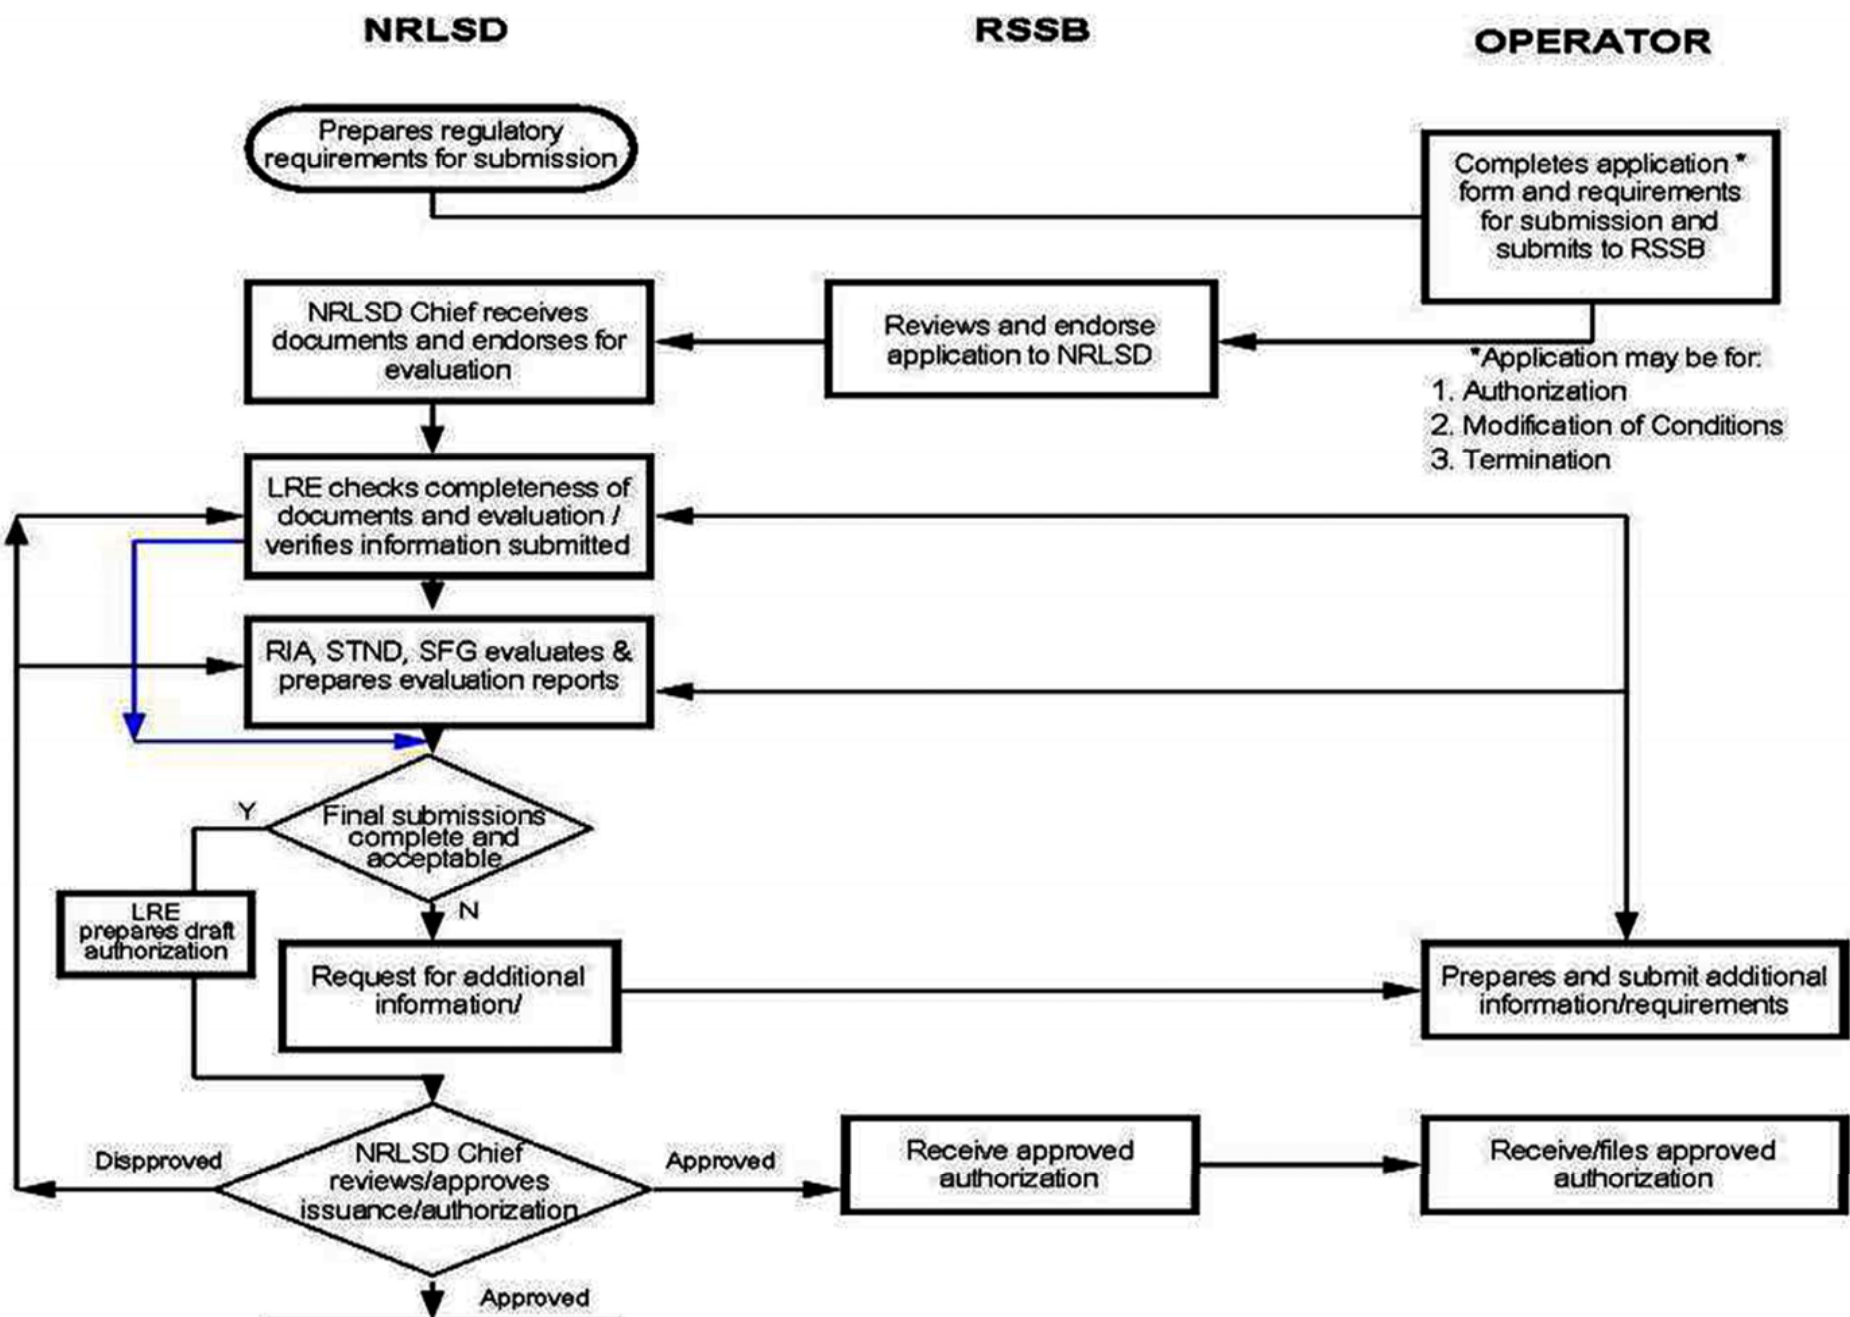 NRLSD
RSSB
OPERATOR
Prepares regulatory
requirements for submission
Completes application *
form and requirements
for submission and
submits to RSSB
NRLSD Chief receives
documents and endorses for
evaluation
Reviews and endorse
application to NRLSD
*Application may be for:
1. Authorization
2. Modification of Conditions
3. Termination
LRE checks completeness of
documents and evaluation /
verifies information submitted
RIA, STND, SFG evaluates &
prepares evaluation reports
Y
Final submissions
complete and
acceptable
N
LRE
prepares draft
authorization
Request for additional
information/
Prepares and submit additional
information/requirements
Dispproved
NRLSD Chief
reviews/approves
issuance/authorization
Approved
Receive approved
authorization
Receive/files approved
authorization
Approved